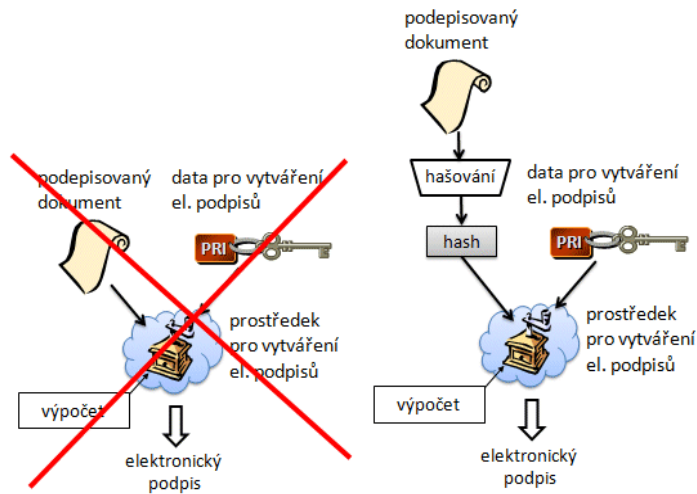 podepisovaný
dokument
data pro vytváření
el. podpisů
PRI
prostředek
pro vytváření
el. podpisů
výpočet
elektronický
podpis
podepisovaný
dokument
hašování
data pro vytváření
el. podpisů
hash
PRI
prostředek
pro vytváření
el. podpisů
výpočet
elektronický
podpis